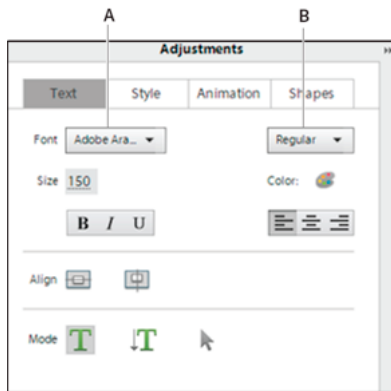 A B
Adjustments
Text Style Animation Shapes
Font Adobe Ara... Regular
Size 150 Color:
B I U
Align
Mode T T